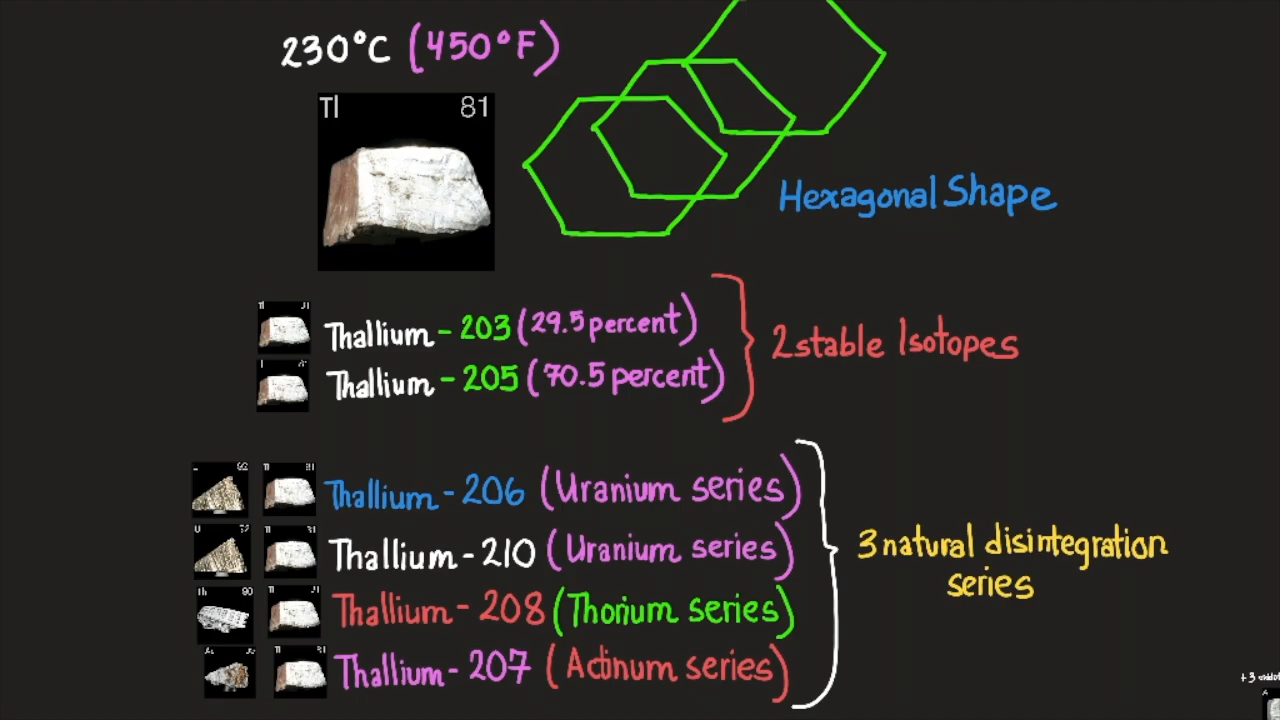 230°C (450°F)
Tl 81
Hexagonal Shape
Thallium - 203 (29.5 percent)
Thallium - 205 (70.5 percent)
2 stable Isotopes
Thallium - 206 (Uranium series)
Thallium - 210 (Uranium series)
Thallium - 208 (Thorium series)
Thallium - 207 (Actinum series)
3 natural disintegration
series
+3